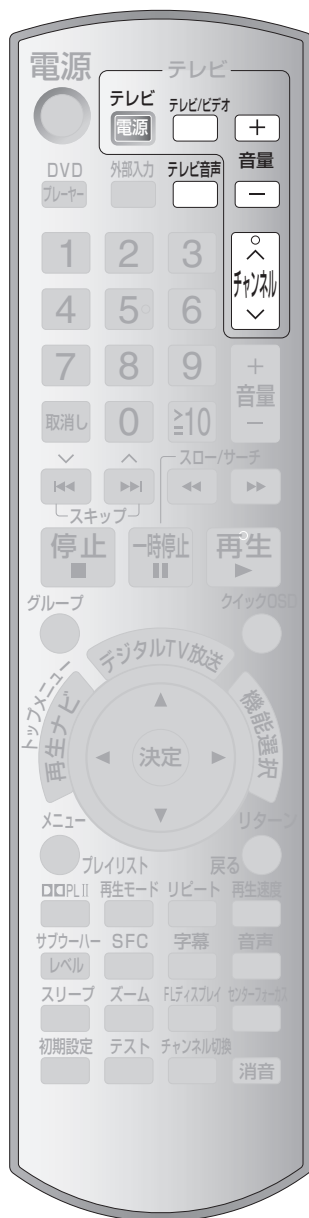 電源
テレビ
テレビ
テレビ/ビデオ
電源
+
音量
−
DVD
外部入力
テレビ音声
プレーヤー
∧
チャンネル
∨
1 2 3
4 5 6
7 8 9
+
音量
−
取消し 0 ≧10
∨ ∧
スロー/サーチ
スキップ
停止 一時停止 再生
グループ
クイックOSD
デジタルTV放送
トップメニュー
再生ナビ
機能選択
決定
メニュー
リターン
プレイリスト
戻る
PLⅡ 再生モード リピート 再生速度
サブウーハー SFC 字幕 音声
レベル
スリープ ズーム FLディスプレイ センターフォーカス
初期設定 テスト チャンネル切換
消音